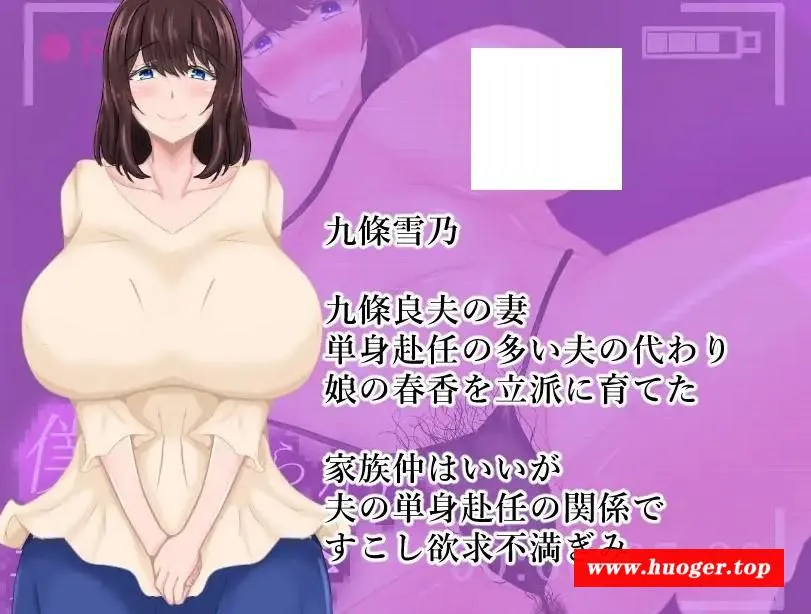 九條雪乃
九條良夫の妻
単身赴任の多い夫の代わり
娘の春香を立派に育てた
家族仲はいいが
夫の単身赴任の関係で
すこし欲求不満ぎみ
www.huoger.top